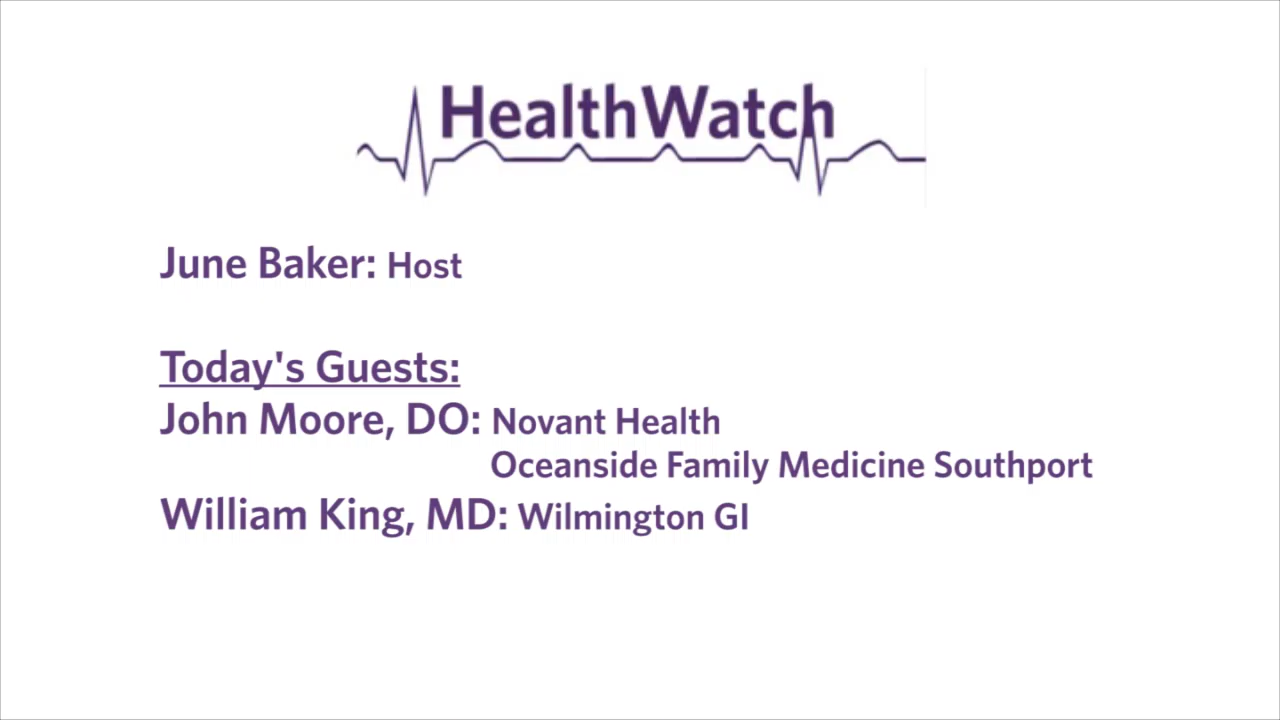 HealthWatch
June Baker: Host
Today's Guests:
John Moore, DO: Novant Health
Oceanside Family Medicine Southport
William King, MD: Wilmington GI